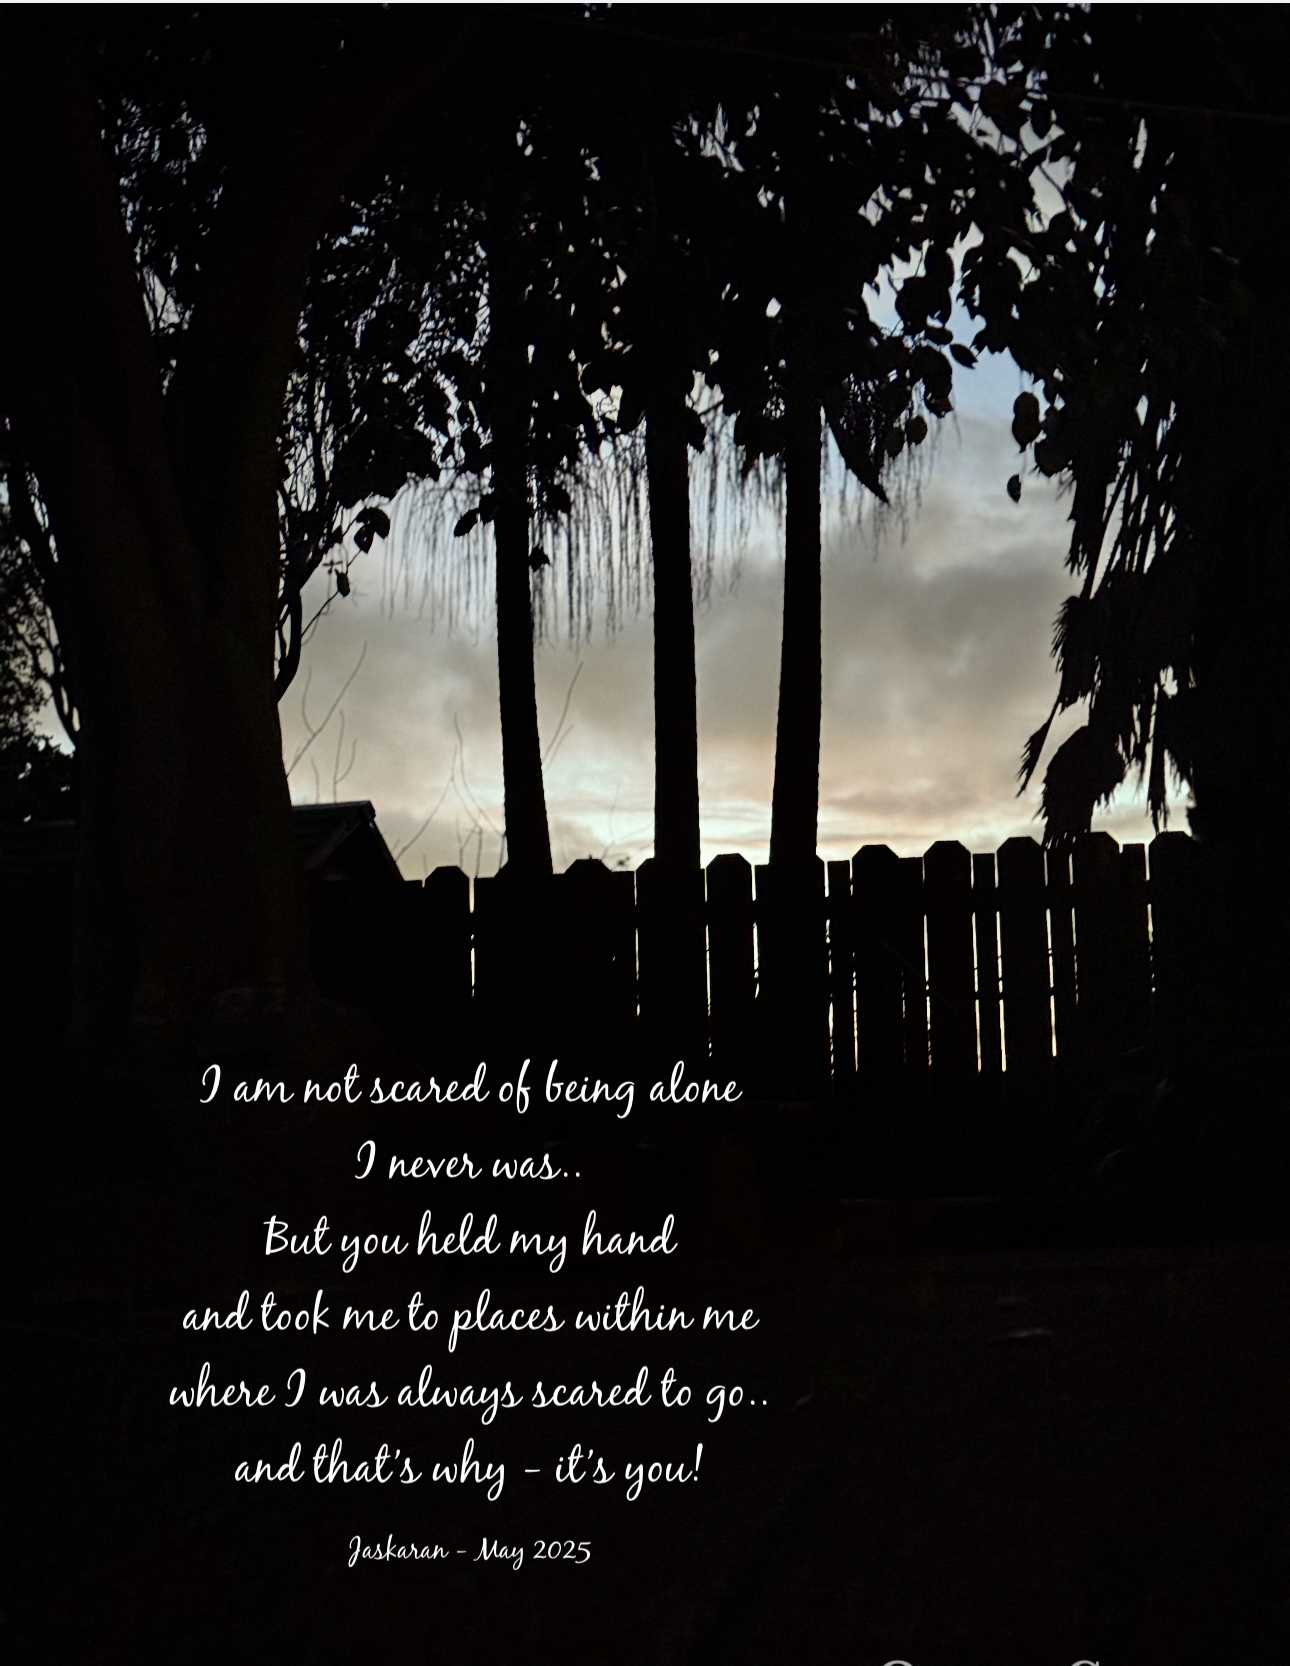 I am not scared of being alone
I never was..
But you held my hand
and took me to places within me
where I was always scared to go..
and that's why - it's you!
Jaskaran - May 2025